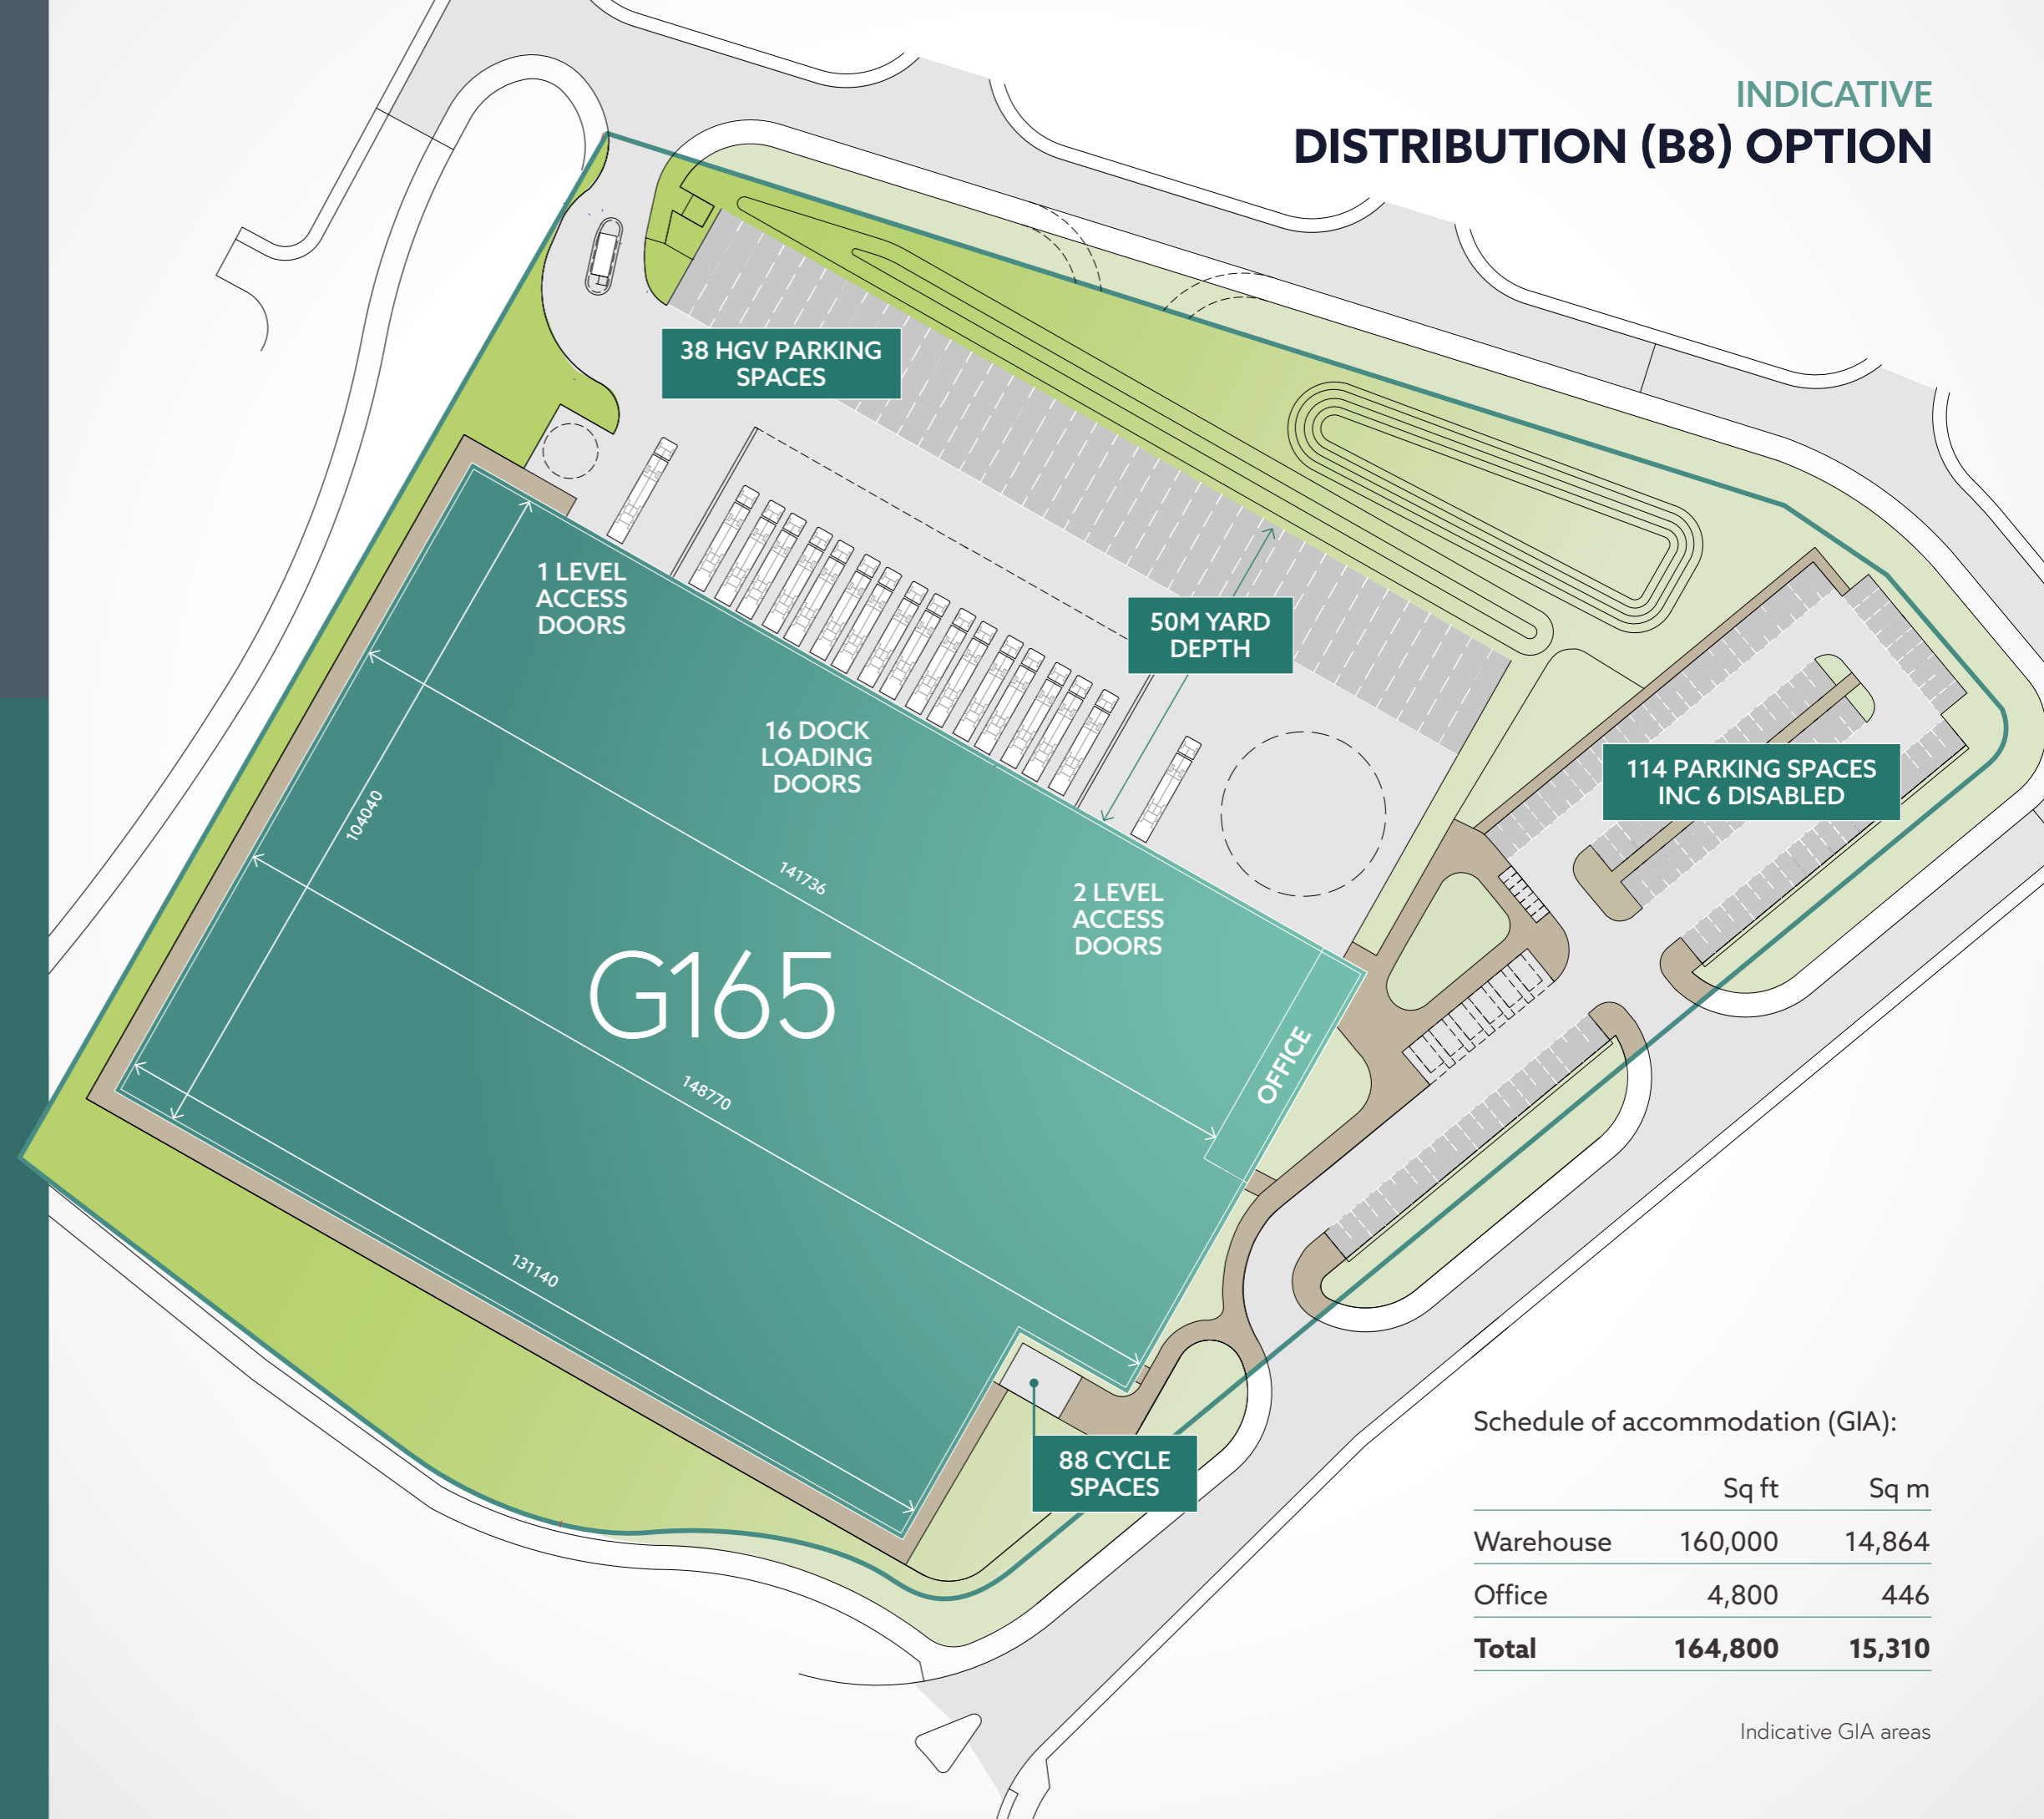 INDICATIVE
DISTRIBUTION (B8) OPTION
38 HGV PARKING
SPACES
1 LEVEL
ACCESS
DOORS
50M YARD
DEPTH
16 DOCK
LOADING
DOORS
114 PARKING SPACES
INC 6 DISABLED
104040
141736
2 LEVEL
ACCESS
DOORS
G165
OFFICE
148770
131140
88 CYCLE
SPACES
Schedule of accommodation (GIA):
Sq ft Sq m
Warehouse 160,000 14,864
Office 4,800 446
Total 164,800 15,310
Indicative GIA areas